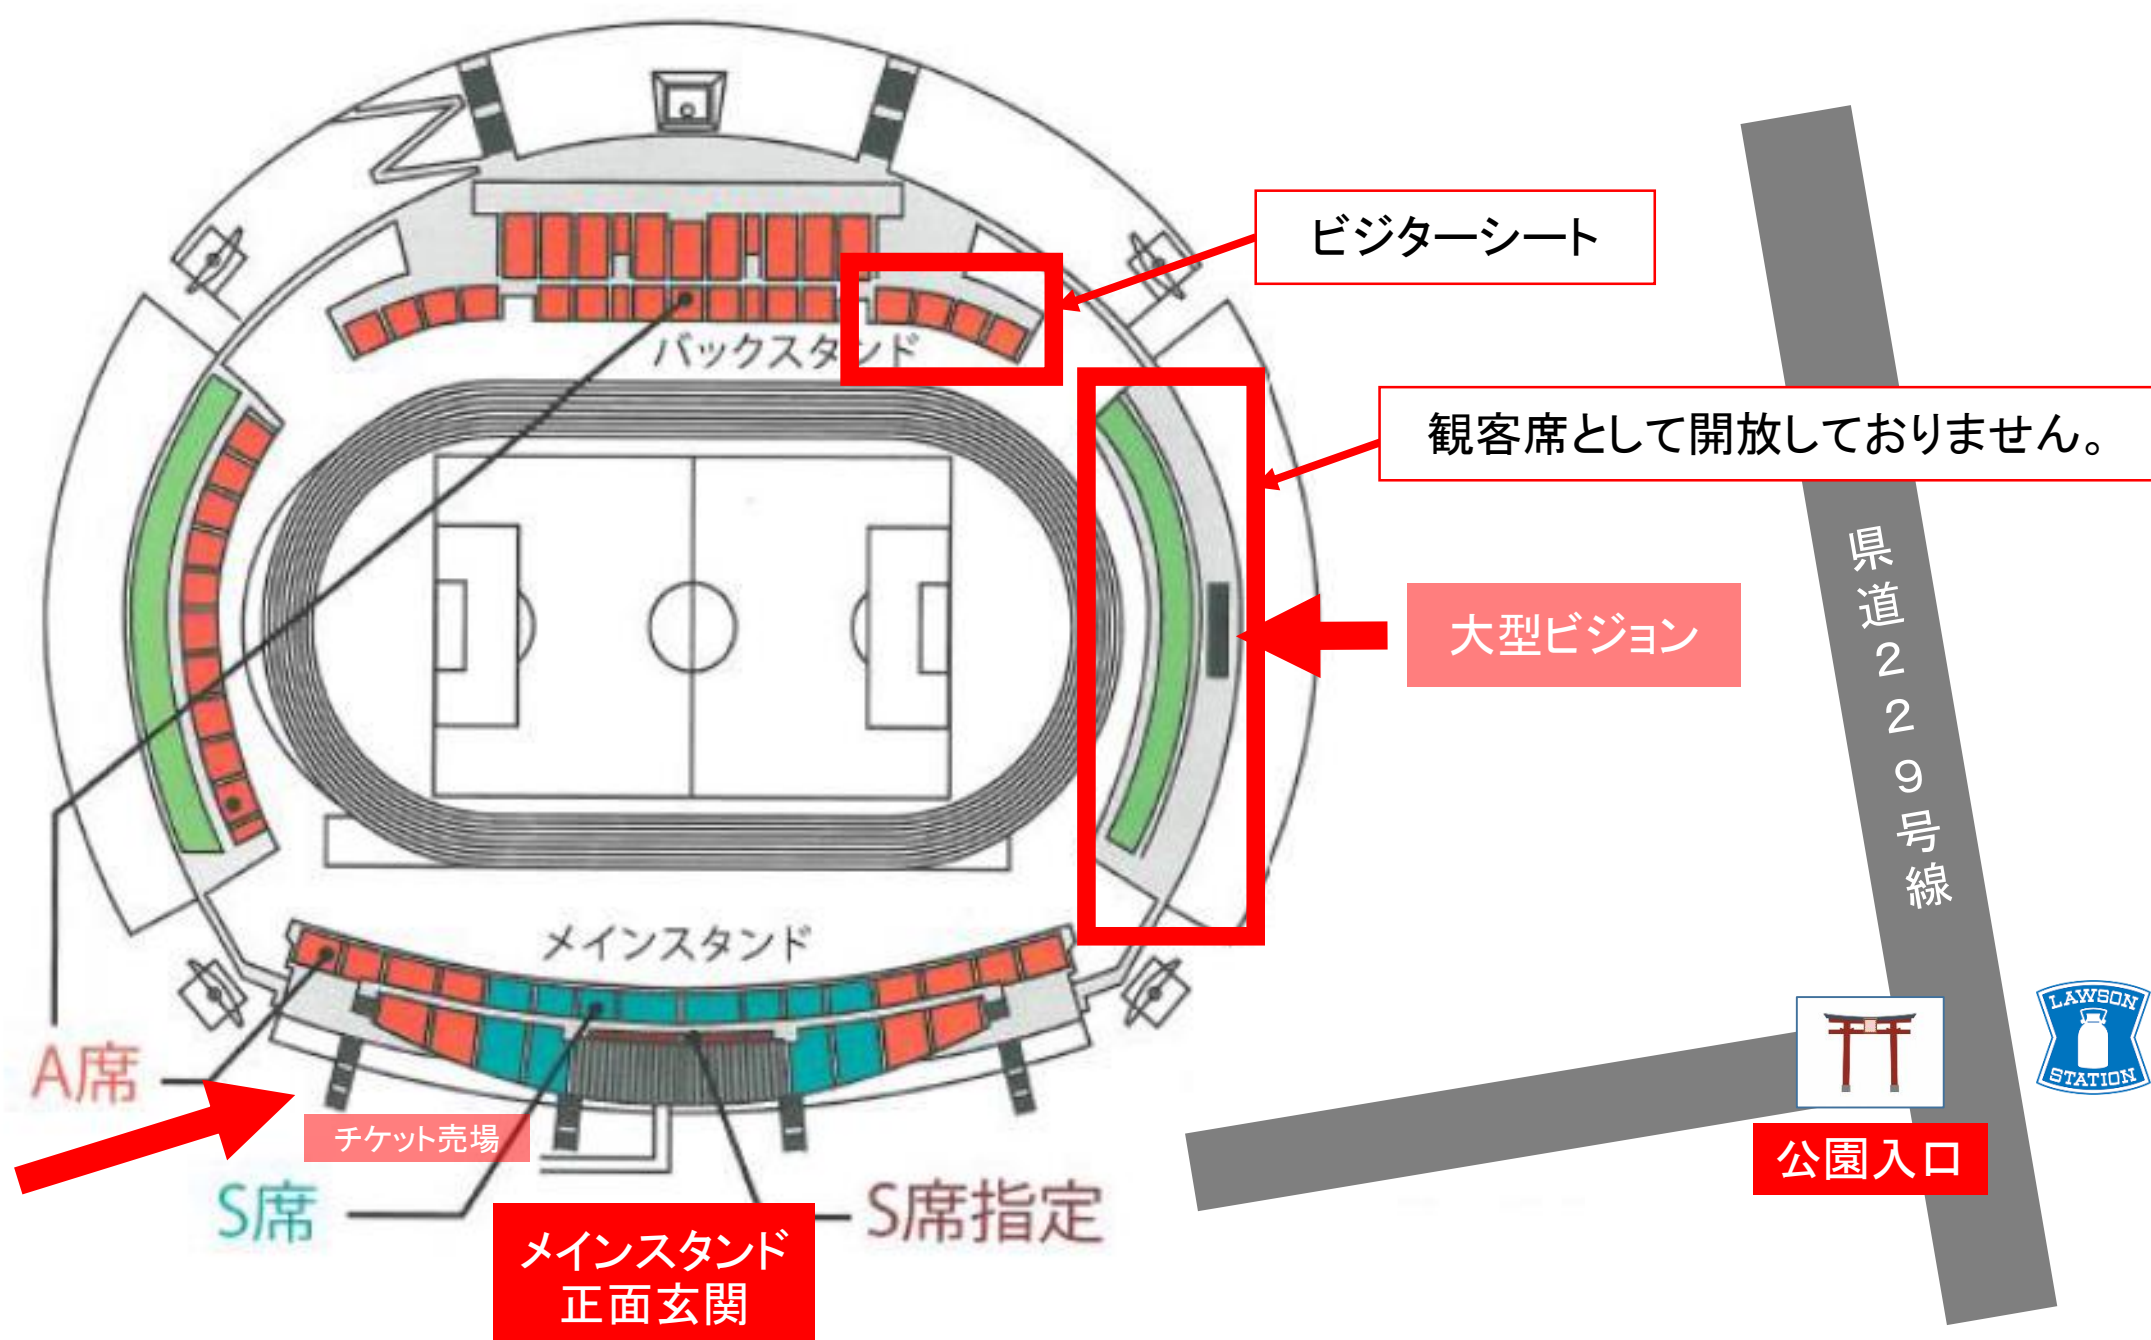 ビジターシート
バックスタンド
観客席として開放しておりません。
県道229号線
大型ビジョン
メインスタンド
LAWSON
STATION
A席
チケット売場
公園入口
S席
S席指定
メインスタンド
正面玄関